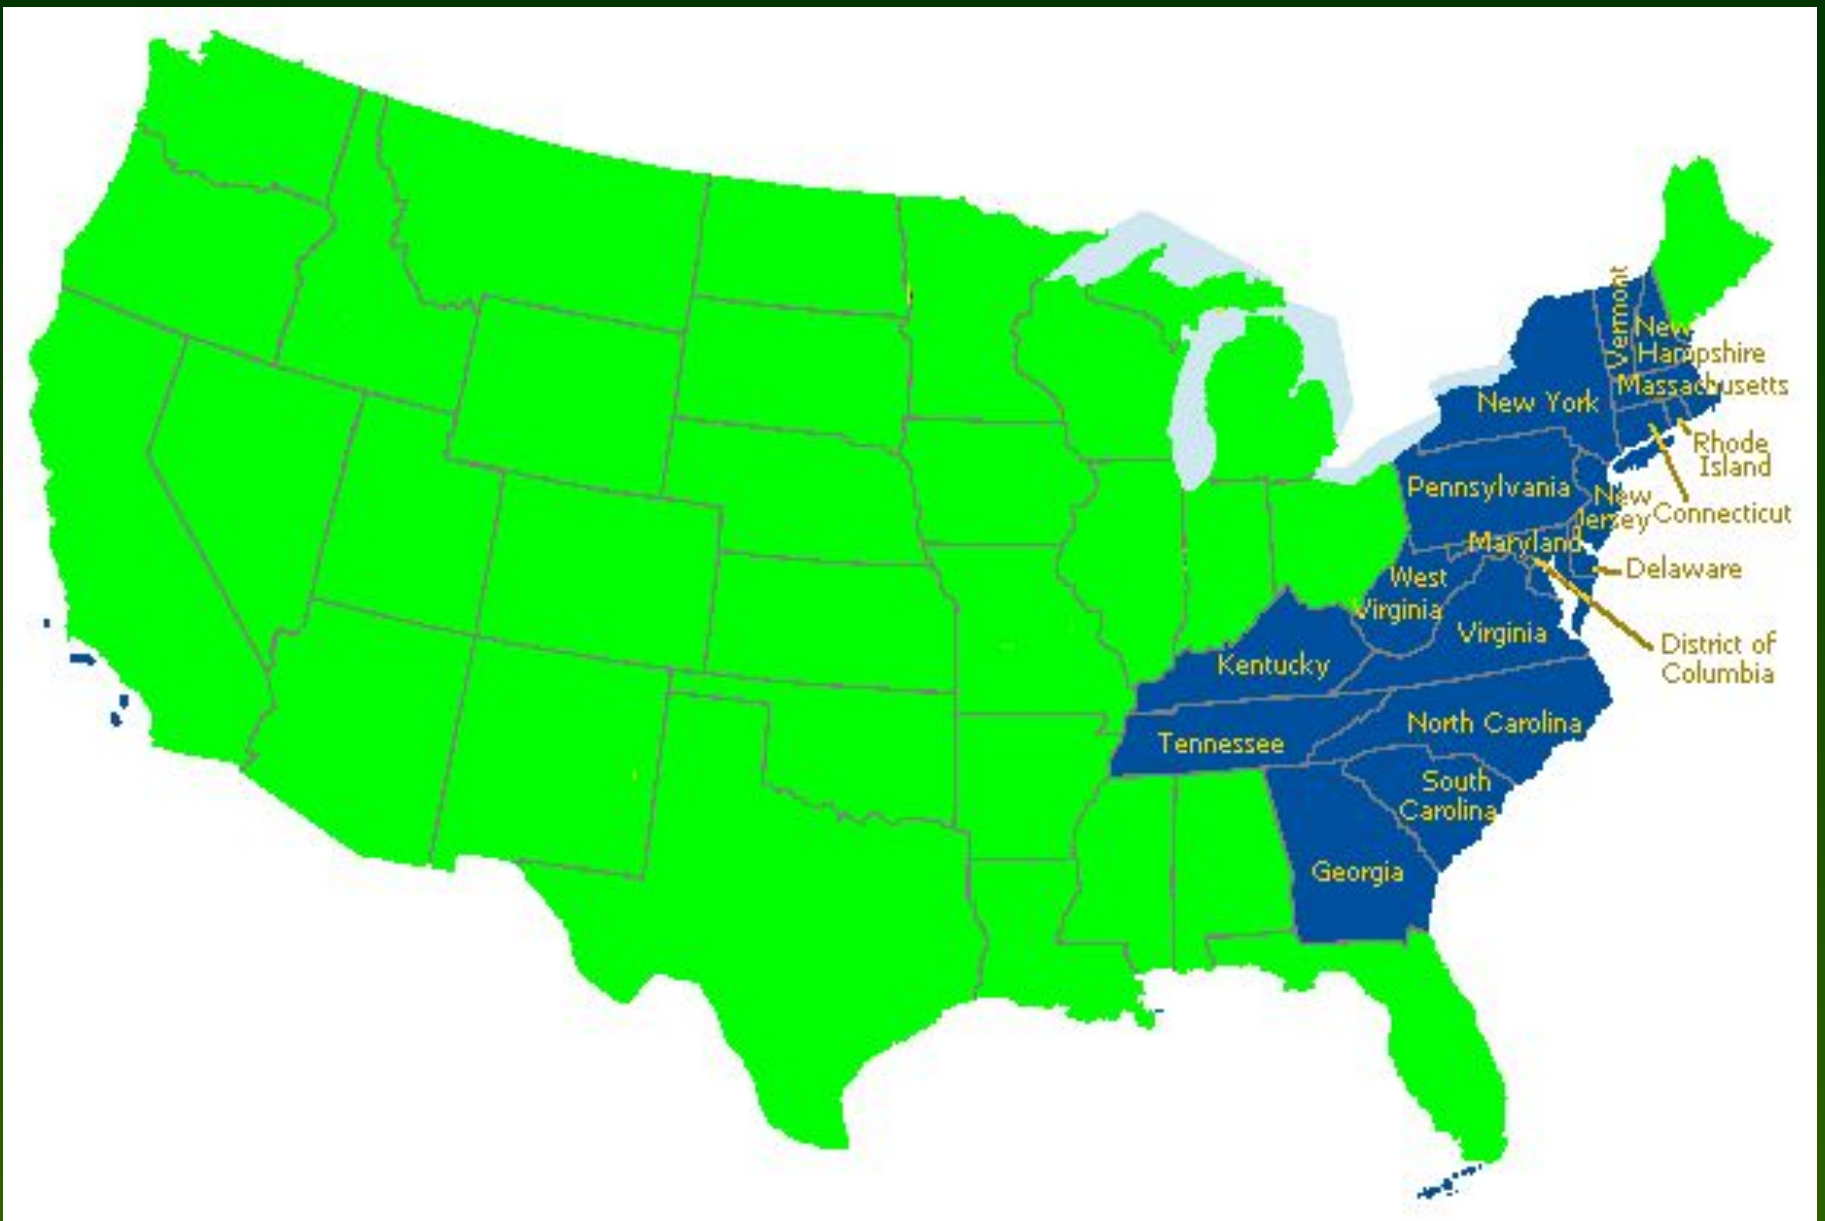 Vermont
New
Hampshire
Massachusetts
New York
Rhode
Island
Pennsylvania
New
Jersey
Connecticut
Maryland
Delaware
West
Virginia
Virginia
District of
Columbia
Kentucky
North Carolina
Tennessee
South
Carolina
Georgia